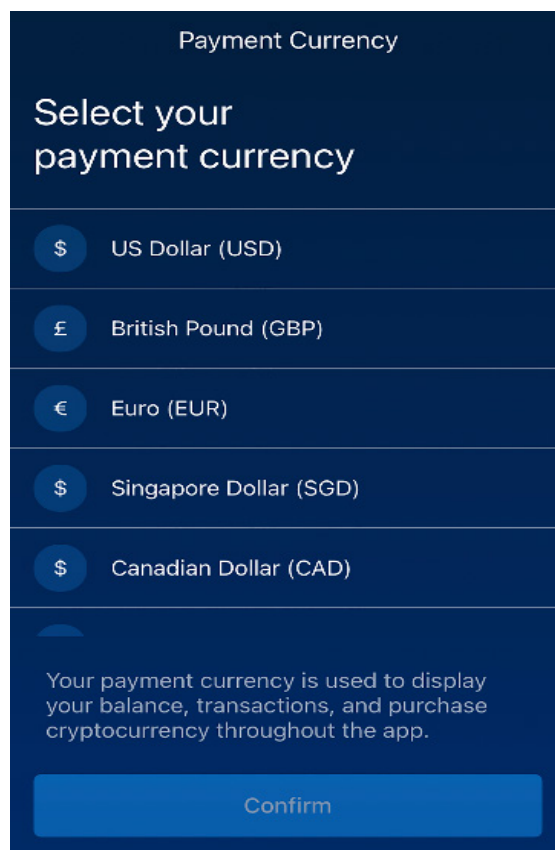 Payment Currency
Select your
payment currency
$ US Dollar (USD)
£ British Pound (GBP)
€ Euro (EUR)
$ Singapore Dollar (SGD)
$ Canadian Dollar (CAD)
Your payment currency is used to display
your balance, transactions, and purchase
cryptocurrency throughout the app.
Confirm